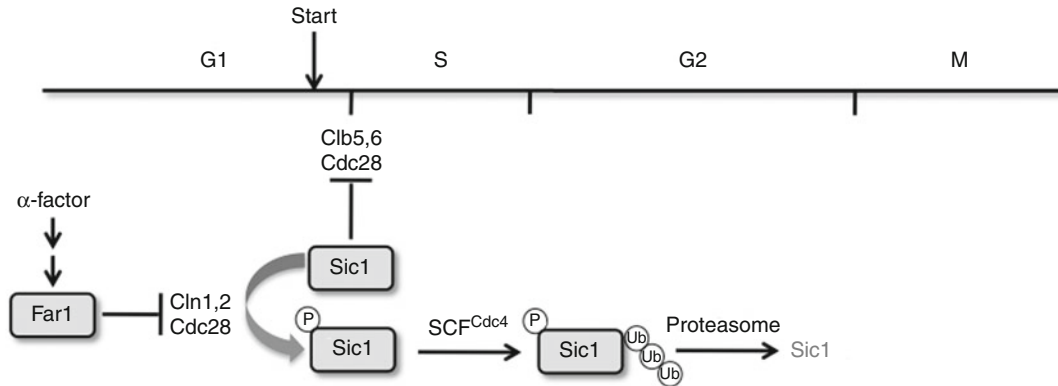 Start
G1 S G2 M
Clb5,6
Cdc28
α-factor
Sic1
Far1
Cln1,2
Cdc28
P
Sic1
SCF^Cdc4
P
Sic1
Ub
Ub
Ub
Proteasome
Sic1